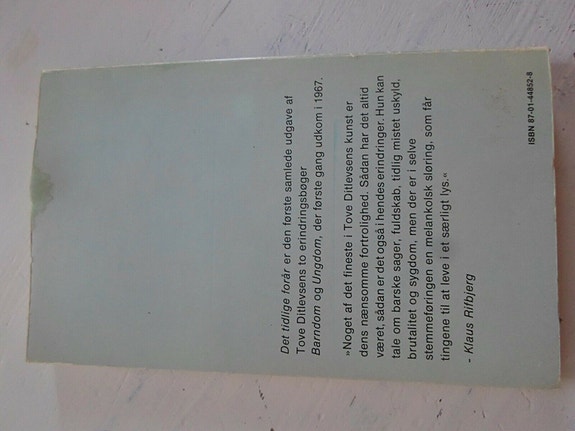 Det tidlige forår er den første samlede udgave af
Tove Ditlevsens to erindringsbøger
Barndom og Ungdom, der første gang udkom i 1967.
»Noget af det fineste i Tove Ditlevsens kunst er
dens nænsomme fortrolighed. Sådan har det altid
været, sådan er det også i hendes erindringer. Hun kan
tale om barske sager, fuldskab, tidlig mistet uskyld,
brutalitet og sygdom, men der er i selve
stemmeføringen en melankolsk sløring, som får
tingene til at leve i et særligt lys.«
- Klaus Rifbjerg
ISBN 87-01-44852-8